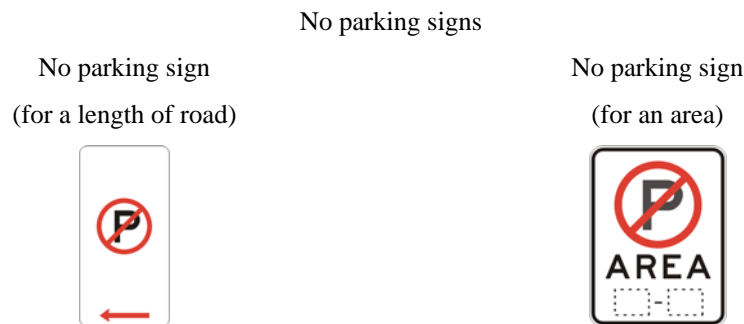 No parking signs
No parking sign
(for a length of road)
No parking sign
(for an area)
P
P
AREA
-